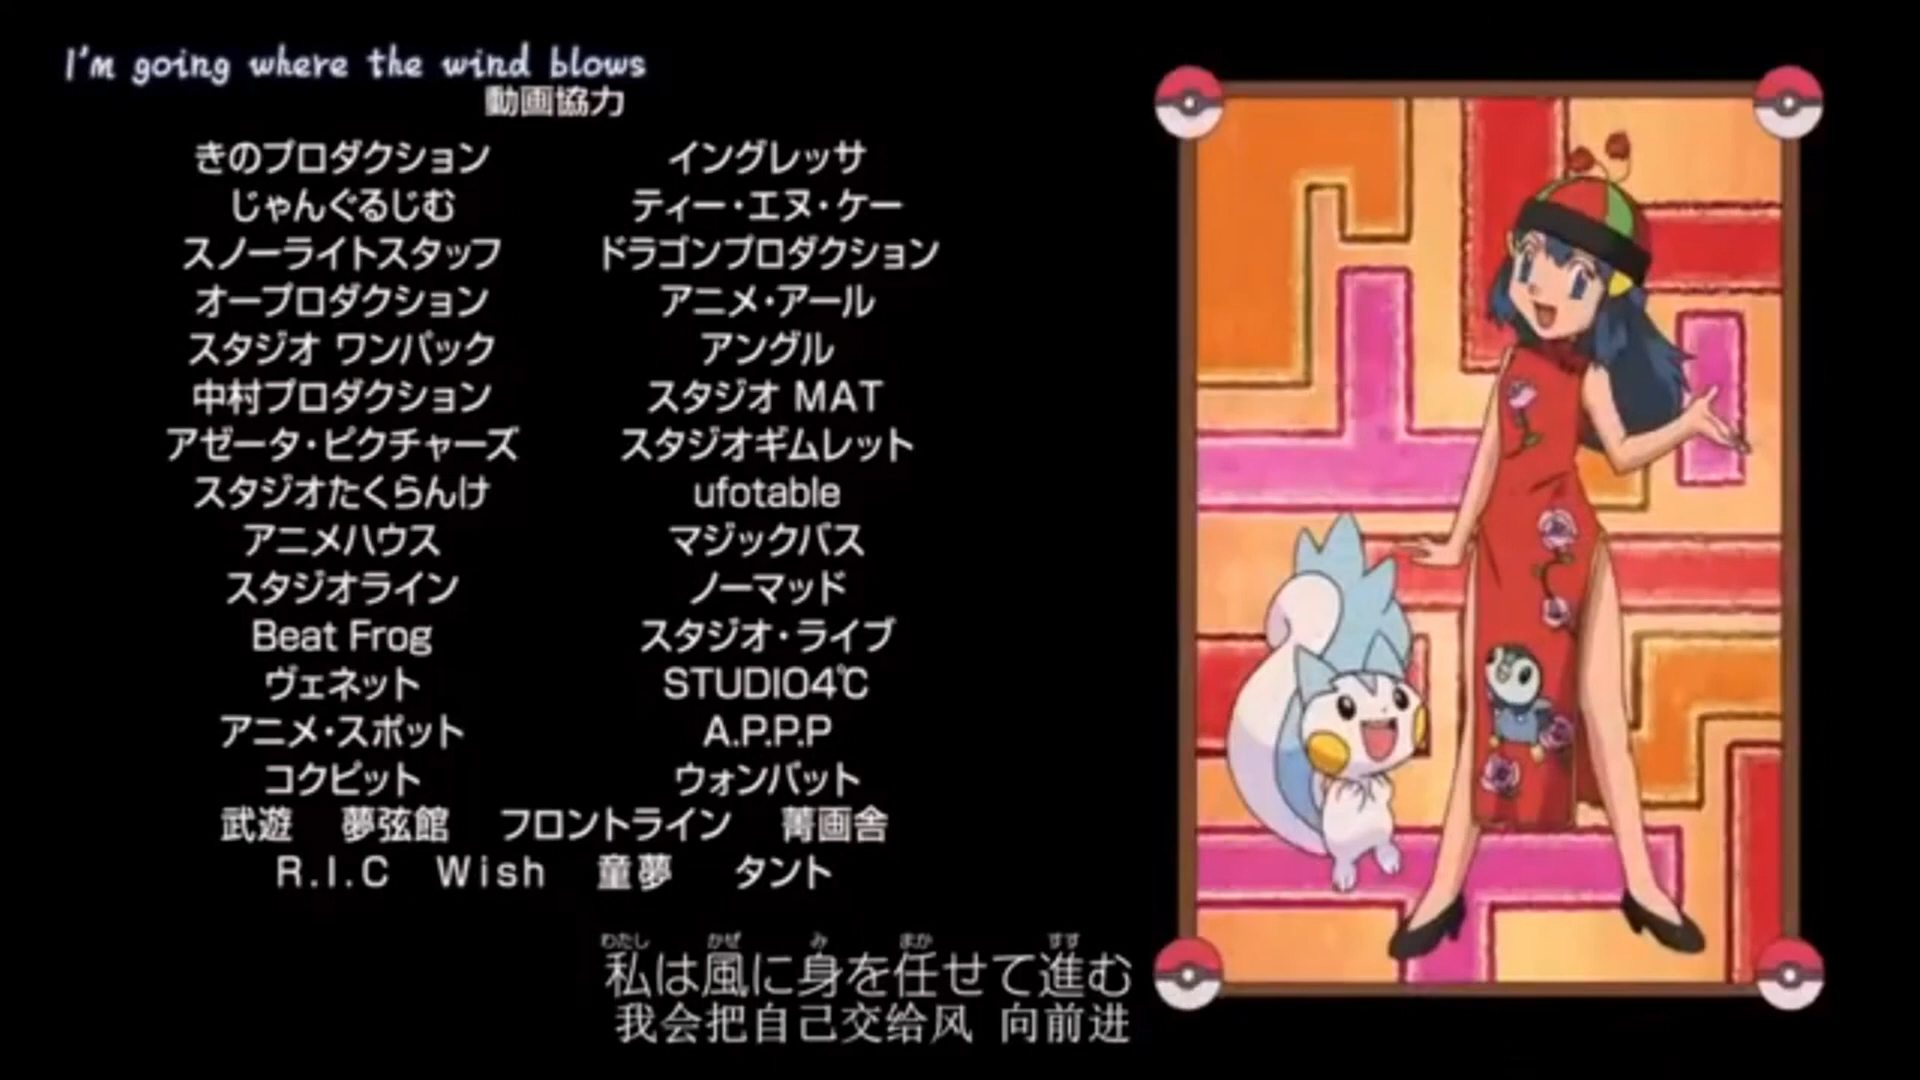 I'm going where the wind blows
動画協力
きのプロダクション イングレッサ
じゃんぐるじむ ティー・エヌ・ケー
スノーライトスタッフ ドラゴンプロダクション
オープロダクション アニメ・アール
スタジオ ワンパック アングル
中村プロダクション スタジオ MAT
アゼータ・ピクチャーズ スタジオギムレット
スタジオたくらんけ ufotable
アニメハウス マジックバス
スタジオライン ノーマッド
Beat Frog スタジオ・ライブ
ヴェネット STUDIO4℃
アニメ・スポット A.P.P.P
コクピット ウォンバット
武遊 夢弦館 フロントライン 菁画舎
R.I.C Wish 童夢 タント
わたし かぜ み まか すす
私は風に身を任せて進む
我会把自己交给风 向前进